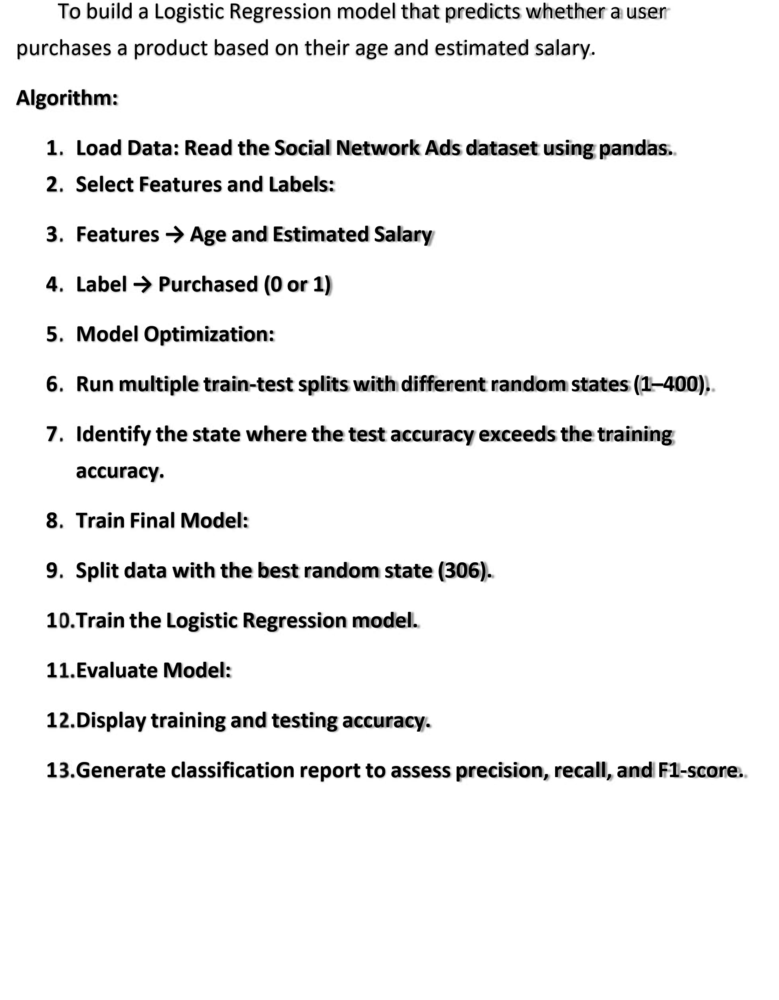 To build a Logistic Regression model that predicts whether a user
purchases a product based on their age and estimated salary.
Algorithm:
1. Load Data: Read the Social Network Ads dataset using pandas.
2. Select Features and Labels:
3. Features → Age and Estimated Salary
4. Label → Purchased (0 or 1)
5. Model Optimization:
6. Run multiple train-test splits with different random states (1–400).
7. Identify the state where the test accuracy exceeds the training
accuracy.
8. Train Final Model:
9. Split data with the best random state (306).
10.Train the Logistic Regression model.
11.Evaluate Model:
12.Display training and testing accuracy.
13.Generate classification report to assess precision, recall, and F1-score.